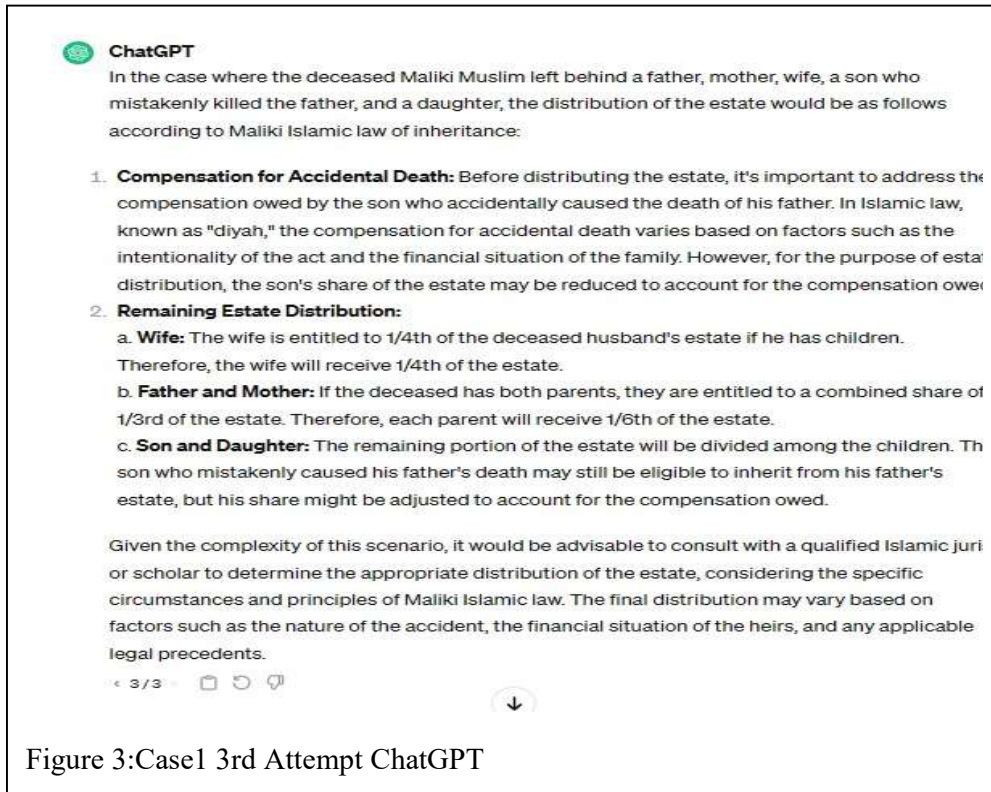 ChatGPT
In the case where the deceased Maliki Muslim left behind a father, mother, wife, a son who
mistakenly killed the father, and a daughter, the distribution of the estate would be as follows
according to Maliki Islamic law of inheritance:
1. Compensation for Accidental Death: Before distributing the estate, it's important to address the
compensation owed by the son who accidentally caused the death of his father. In Islamic law,
known as "diyah," the compensation for accidental death varies based on factors such as the
intentionality of the act and the financial situation of the family. However, for the purpose of esta
distribution, the son's share of the estate may be reduced to account for the compensation owe
2. Remaining Estate Distribution:
a. Wife: The wife is entitled to 1/4th of the deceased husband's estate if he has children.
Therefore, the wife will receive 1/4th of the estate.
b. Father and Mother: If the deceased has both parents, they are entitled to a combined share of
1/3rd of the estate. Therefore, each parent will receive 1/6th of the estate.
c. Son and Daughter: The remaining portion of the estate will be divided among the children. Th
son who mistakenly caused his father's death may still be eligible to inherit from his father's
estate, but his share might be adjusted to account for the compensation owed.
Given the complexity of this scenario, it would be advisable to consult with a qualified Islamic juri
or scholar to determine the appropriate distribution of the estate, considering the specific
circumstances and principles of Maliki Islamic law. The final distribution may vary based on
factors such as the nature of the accident, the financial situation of the heirs, and any applicable
legal precedents.
< 3/3 >
Figure 3:Case1 3rd Attempt ChatGPT